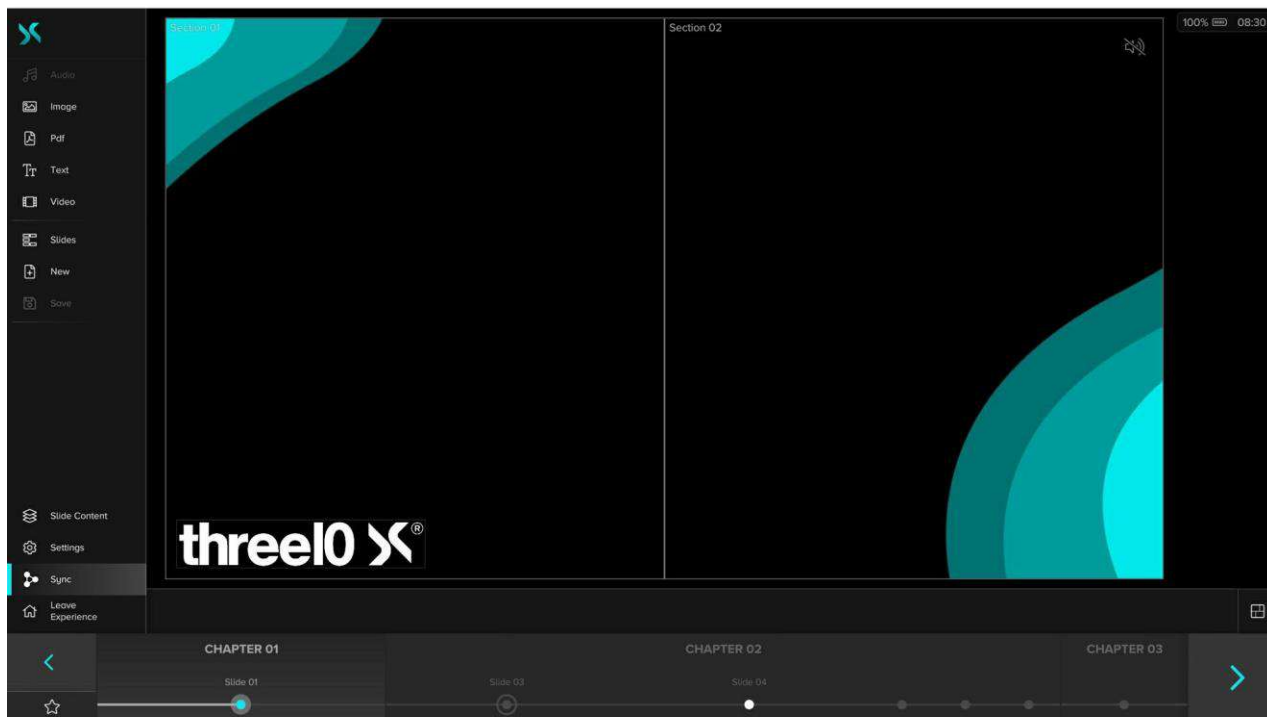 Section 01
Section 02
100%
08:30
Audio
Image
Pdf
Text
Video
Slides
New
Save
Slide Content
Settings
Sync
Leave
Experience
threel0 ®
CHAPTER 01
CHAPTER 02
CHAPTER 03
Slide 01
Slide 03
Slide 04